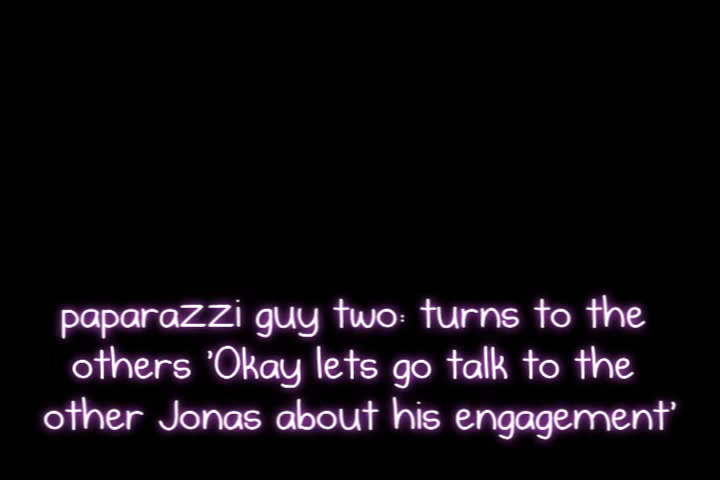 paparazzi guy two: turns to the
others 'Okay lets go talk to the
other Jonas about his engagement'